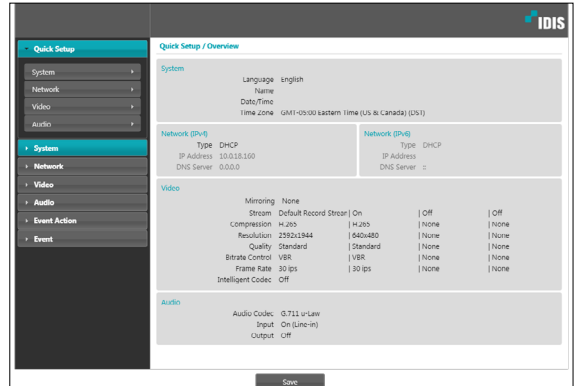 IDIS
Quick Setup
System
Network
Video
Audio
System
Network
Video
Audio
Event Action
Event
Quick Setup / Overview
System
Language English
Name
Date/Time
Time Zone GMT-05:00 Eastern Time (US & Canada) (DST)
Network (IPv4)
Type DHCP
IP Address 10.0.18.160
DNS Server 0.0.0.0
Network (IPv6)
Type DHCP
IP Address
DNS Server ::
Video
Mirroring None
Stream Default Record Stream | On | Off | Off
Compression H.265 | H.265 | None | None
Resolution 2592x1944 | 640x480 | None | None
Quality Standard | Standard | None | None
Bitrate Control VBR | VBR | None | None
Frame Rate 30 ips | 30 ips | None | None
Intelligent Codec Off
Audio
Audio Codec G.711 u-Law
Input On (Line-in)
Output Off
Save